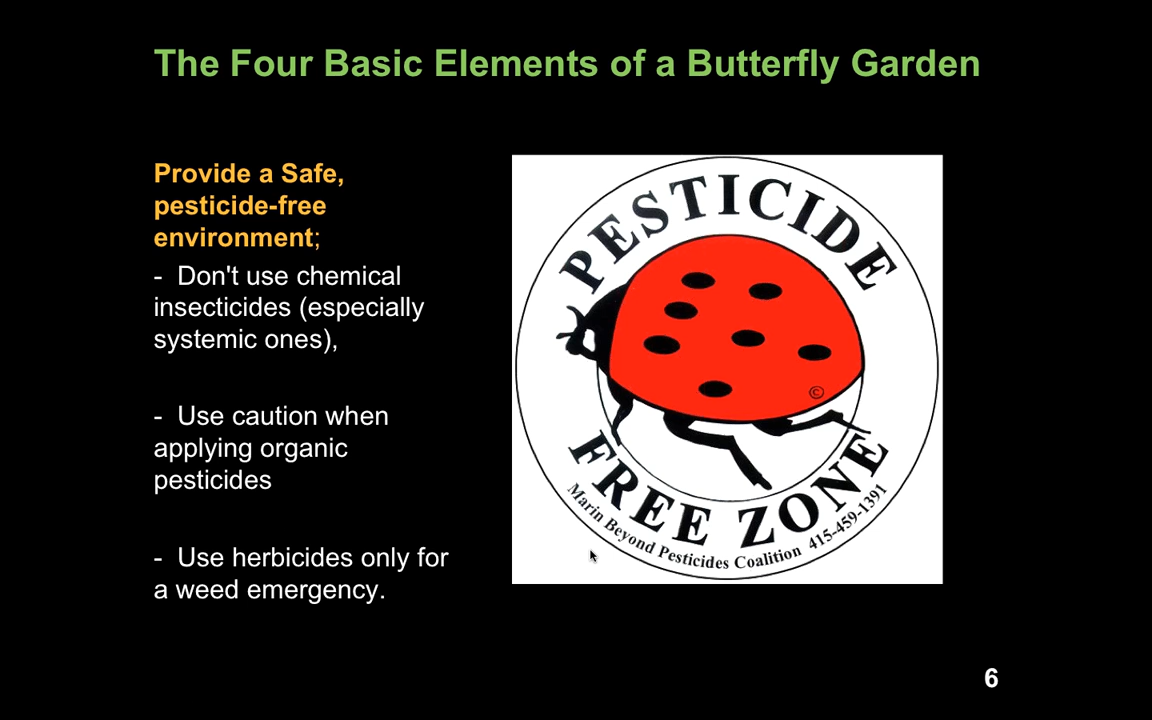 The Four Basic Elements of a Butterfly Garden
Provide a Safe,
pesticide-free
environment;
- Don't use chemical
insecticides (especially
systemic ones),
- Use caution when
applying organic
pesticides
- Use herbicides only for
a weed emergency.
PESTICIDE
©
FREE ZONE
Marin Beyond Pesticides Coalition 415-459-1391
6